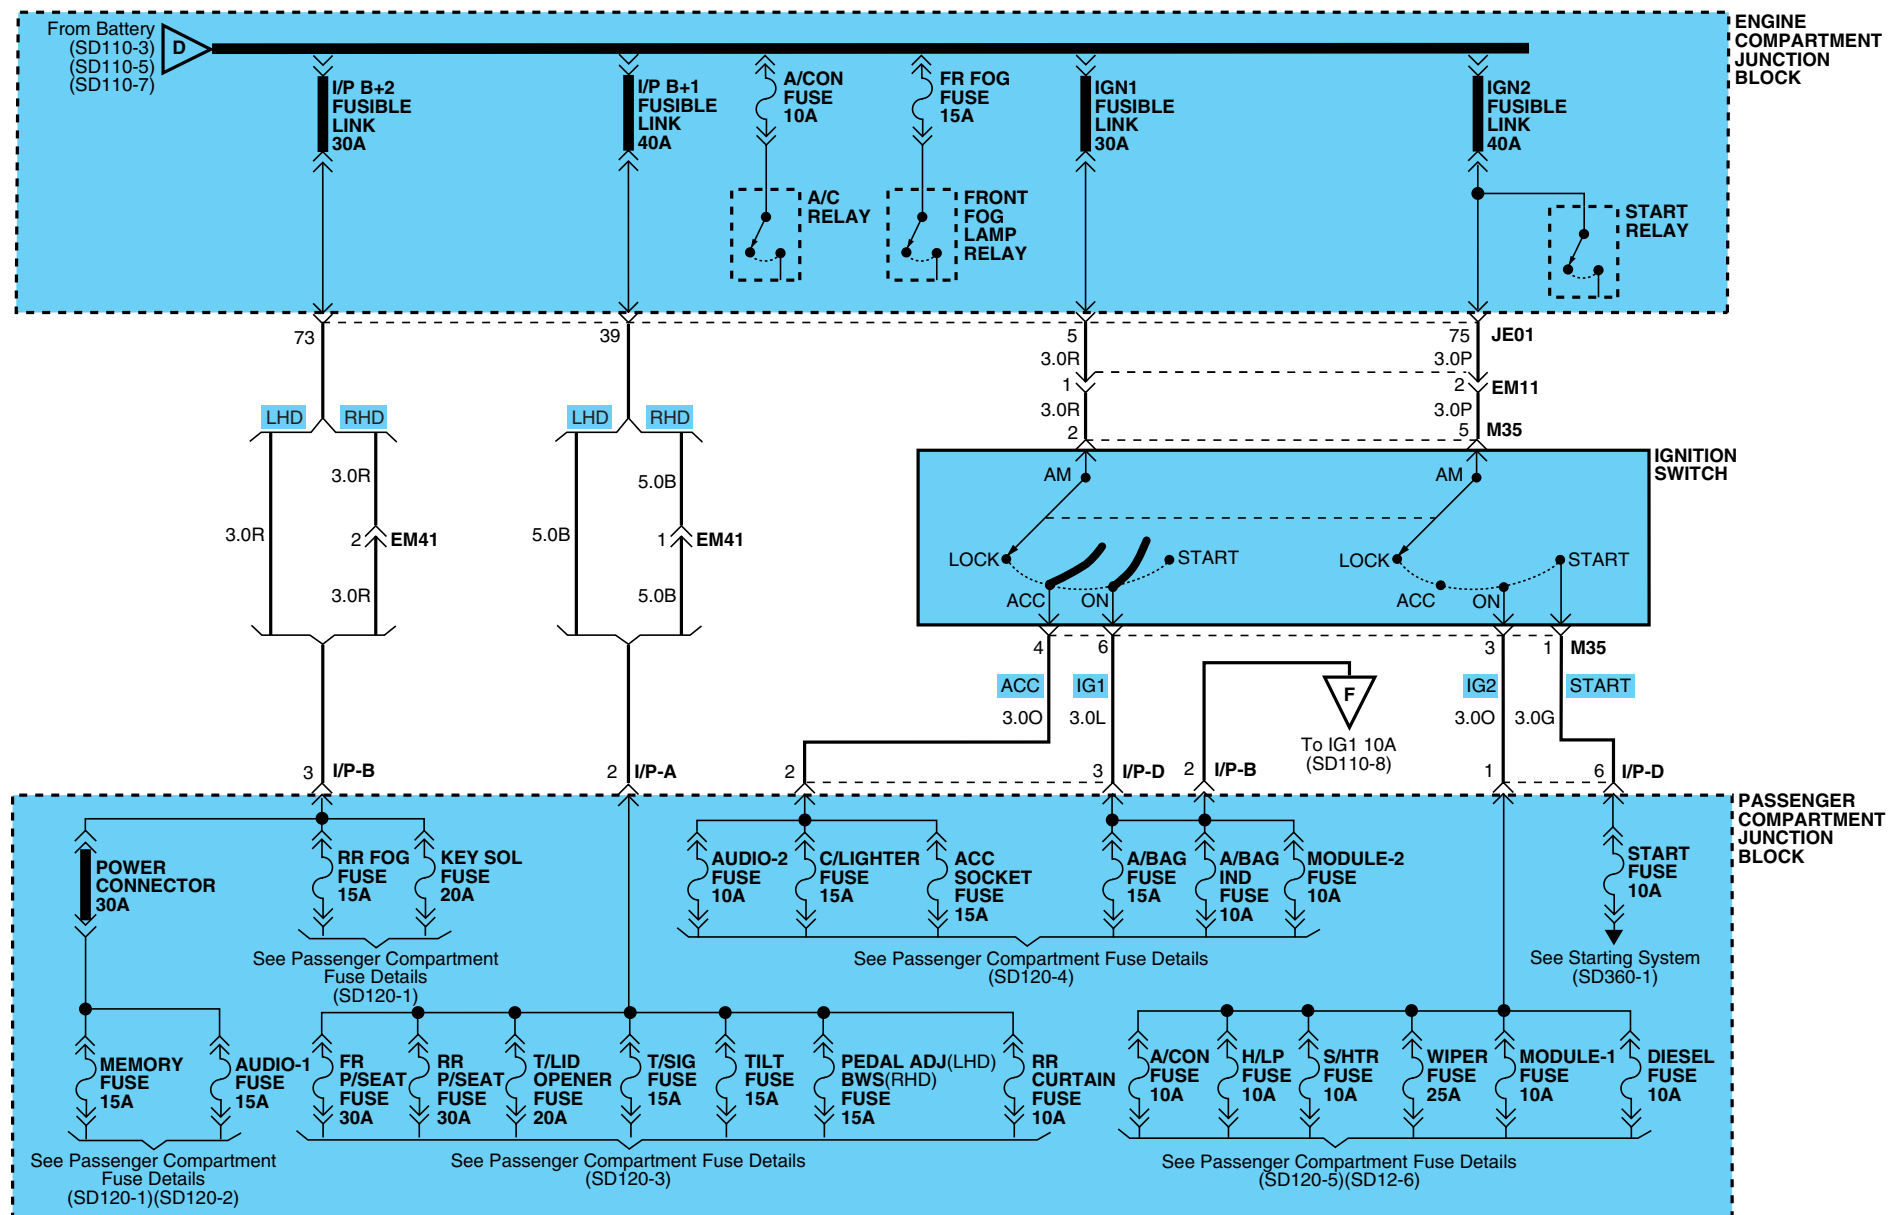 From Battery
(SD110-3)
(SD110-5)
(SD110-7)
D
ENGINE
COMPARTMENT
JUNCTION
BLOCK
I/P B+2
FUSIBLE
LINK
30A
I/P B+1
FUSIBLE
LINK
40A
A/CON
FUSE
10A
FR FOG
FUSE
15A
IGN1
FUSIBLE
LINK
30A
IGN2
FUSIBLE
LINK
40A
A/C
RELAY
FRONT
FOG
LAMP
RELAY
START
RELAY
73
39
5
75
JE01
3.0R
3.0P
1
2
EM11
3.0R
3.0P
2
5
M35
LHD
RHD
LHD
RHD
3.0R
3.0R
2
EM41
3.0R
5.0B
5.0B
1
EM41
5.0B
IGNITION
SWITCH
AM
AM
LOCK
START
ACC
ON
LOCK
START
ACC
ON
4
6
3
1
M35
ACC
IG1
IG2
START
3.0O
3.0L
3.0O
3.0G
F
To IG1 10A
(SD110-8)
3
I/P-B
2
I/P-A
2
3
I/P-D
2
I/P-B
1
6
I/P-D
PASSENGER
COMPARTMENT
JUNCTION
BLOCK
POWER
CONNECTOR
30A
RR FOG
FUSE
15A
KEY SOL
FUSE
20A
AUDIO-2
FUSE
10A
C/LIGHTER
FUSE
15A
ACC
SOCKET
FUSE
15A
A/BAG
FUSE
15A
A/BAG
IND
FUSE
10A
MODULE-2
FUSE
10A
START
FUSE
10A
See Passenger Compartment
Fuse Details
(SD120-1)
See Passenger Compartment Fuse Details
(SD120-4)
See Starting System
(SD360-1)
MEMORY
FUSE
15A
AUDIO-1
FUSE
15A
FR
P/SEAT
FUSE
30A
RR
P/SEAT
FUSE
30A
T/LID
OPENER
FUSE
20A
T/SIG
FUSE
15A
TILT
FUSE
15A
PEDAL ADJ(LHD)
BWS(RHD)
FUSE
15A
RR
CURTAIN
FUSE
10A
A/CON
FUSE
10A
H/LP
FUSE
10A
S/HTR
FUSE
10A
WIPER
FUSE
25A
MODULE-1
FUSE
10A
DIESEL
FUSE
10A
See Passenger Compartment
Fuse Details
(SD120-1)(SD120-2)
See Passenger Compartment Fuse Details
(SD120-3)
See Passenger Compartment Fuse Details
(SD120-5)(SD12-6)